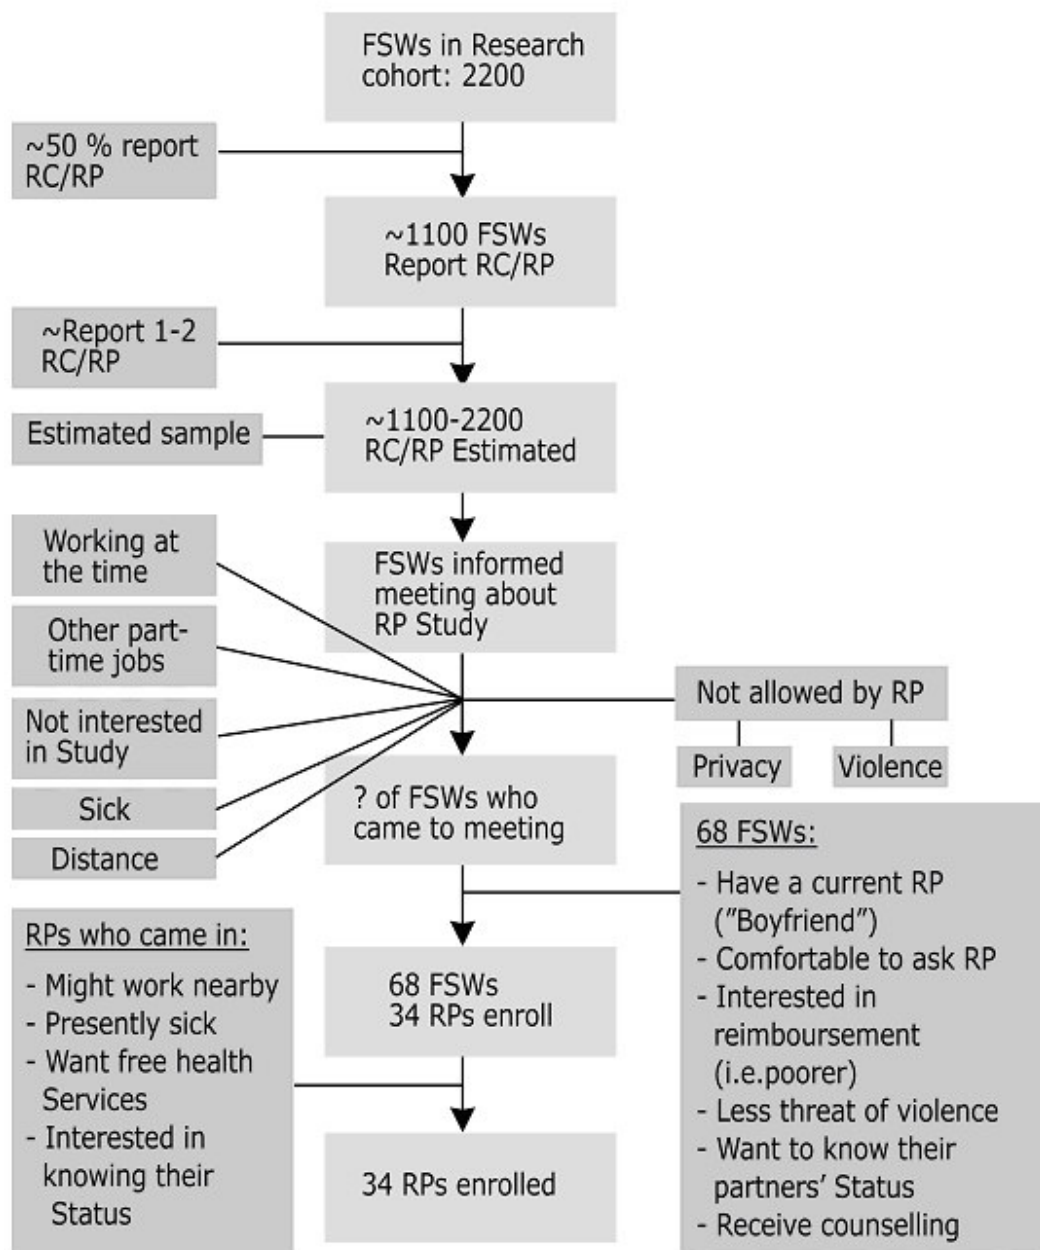 FSWs in Research
cohort: 2200
~50 % report
RC/RP
~1100 FSWs
Report RC/RP
~Report 1-2
RC/RP
Estimated sample
~1100-2200
RC/RP Estimated
Working at
the time
FSWs informed
meeting about
RP Study
Other part-
time jobs
Not interested
in Study
Sick
Distance
Not allowed by RP
Privacy
Violence
? of FSWs who
came to meeting
68 FSWs:
- Have a current RP
("Boyfriend")
- Comfortable to ask RP
- Interested in
reimbursement
(i.e.poorer)
- Less threat of violence
- Want to know their
partners' Status
- Receive counselling
68 FSWs
34 RPs enroll
RPs who came in:
- Might work nearby
- Presently sick
- Want free health
Services
- Interested in
knowing their
Status
34 RPs enrolled